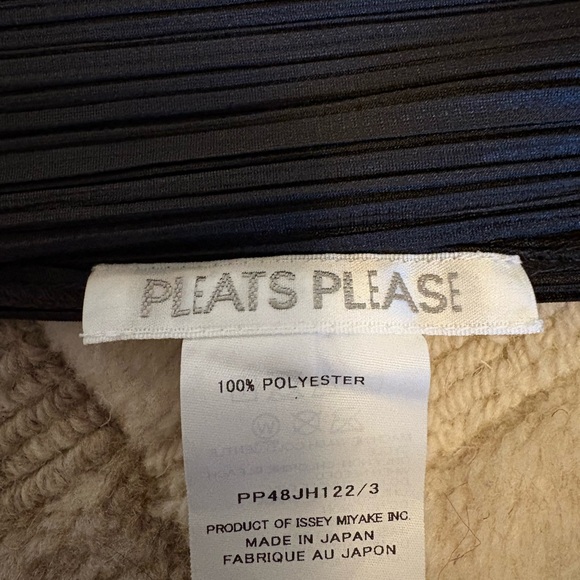 PLEATS PLEASE
100% POLYESTER
W
PP48JH122/3
PRODUCT OF ISSEY MIYAKE INC.
MADE IN JAPAN
FABRIQUE AU JAPON